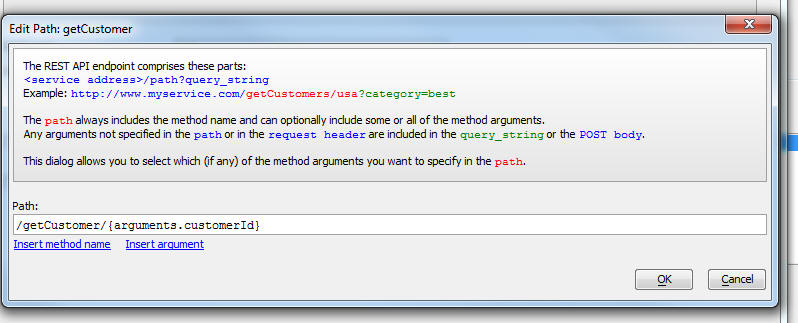 Edit Path: getCustomer
The REST API endpoint comprises these parts:
<service address>/path?query_string
Example: http://www.myservice.com/getCustomers/usa?category=best
The path always includes the method name and can optionally include some or all of the method arguments.
Any arguments not specified in the path or in the request header are included in the query_string or the POST body.
This dialog allows you to select which (if any) of the method arguments you want to specify in the path.
Path:
/getCustomer/{arguments.customerId}
Insert method name Insert argument
OK Cancel